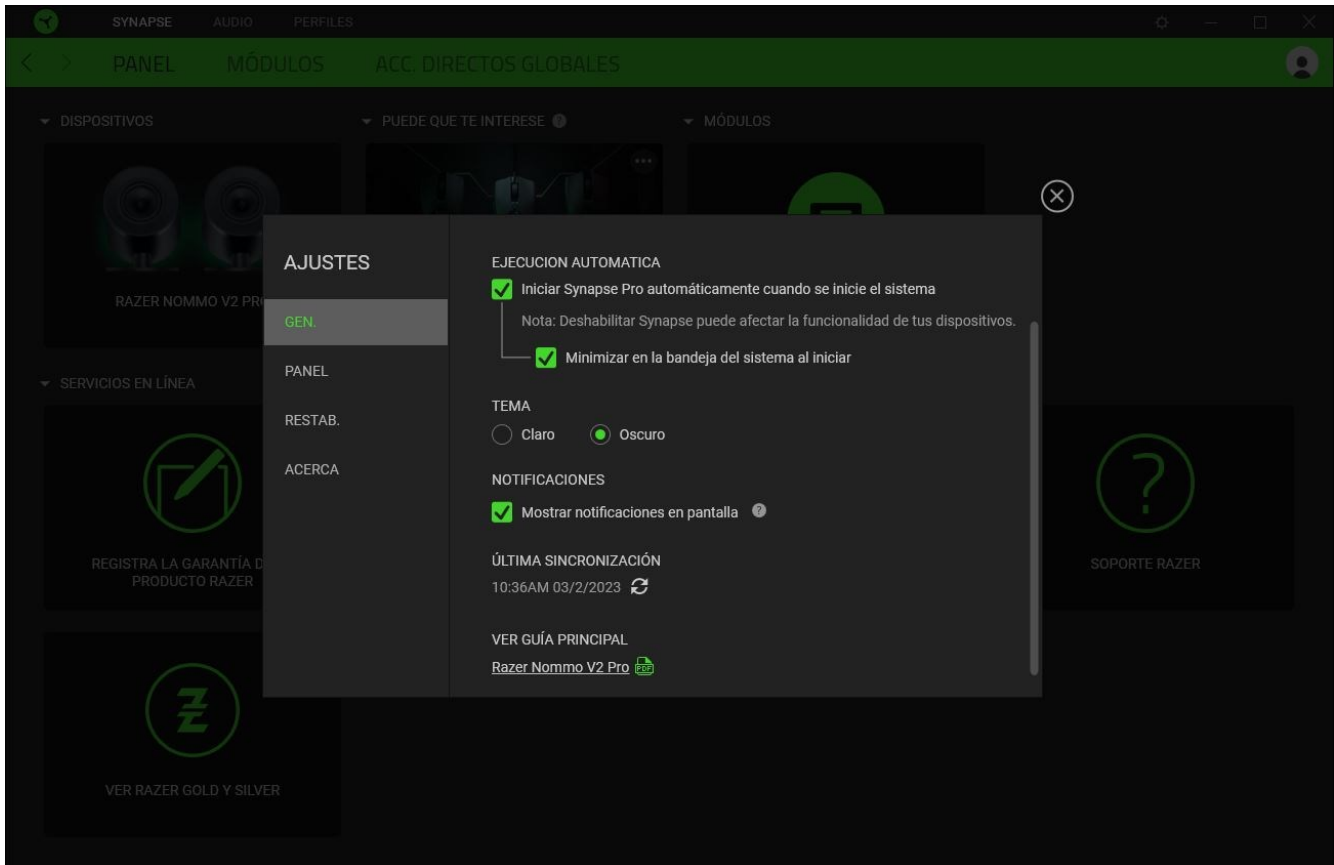 SYNAPSE
AUDIO
PERFILES
PANEL
MÓDULOS
ACC. DIRECTOS GLOBALES
DISPOSITIVOS
PUEDE QUE TE INTERESE
MÓDULOS
RAZER NOMMO V2 PR
SERVICIOS EN LÍNEA
REGISTRA LA GARANTÍA D
PRODUCTO RAZER
VER RAZER GOLD Y SILVER
SOPORTE RAZER
AJUSTES
GEN.
PANEL
RESTAB.
ACERCA
EJECUCION AUTOMATICA
Iniciar Synapse Pro automáticamente cuando se inicie el sistema
Nota: Deshabilitar Synapse puede afectar la funcionalidad de tus dispositivos.
Minimizar en la bandeja del sistema al iniciar
TEMA
Claro
Oscuro
NOTIFICACIONES
Mostrar notificaciones en pantalla ?
ÚLTIMA SINCRONIZACIÓN
10:36AM 03/2/2023
VER GUÍA PRINCIPAL
Razer Nommo V2 Pro PDF